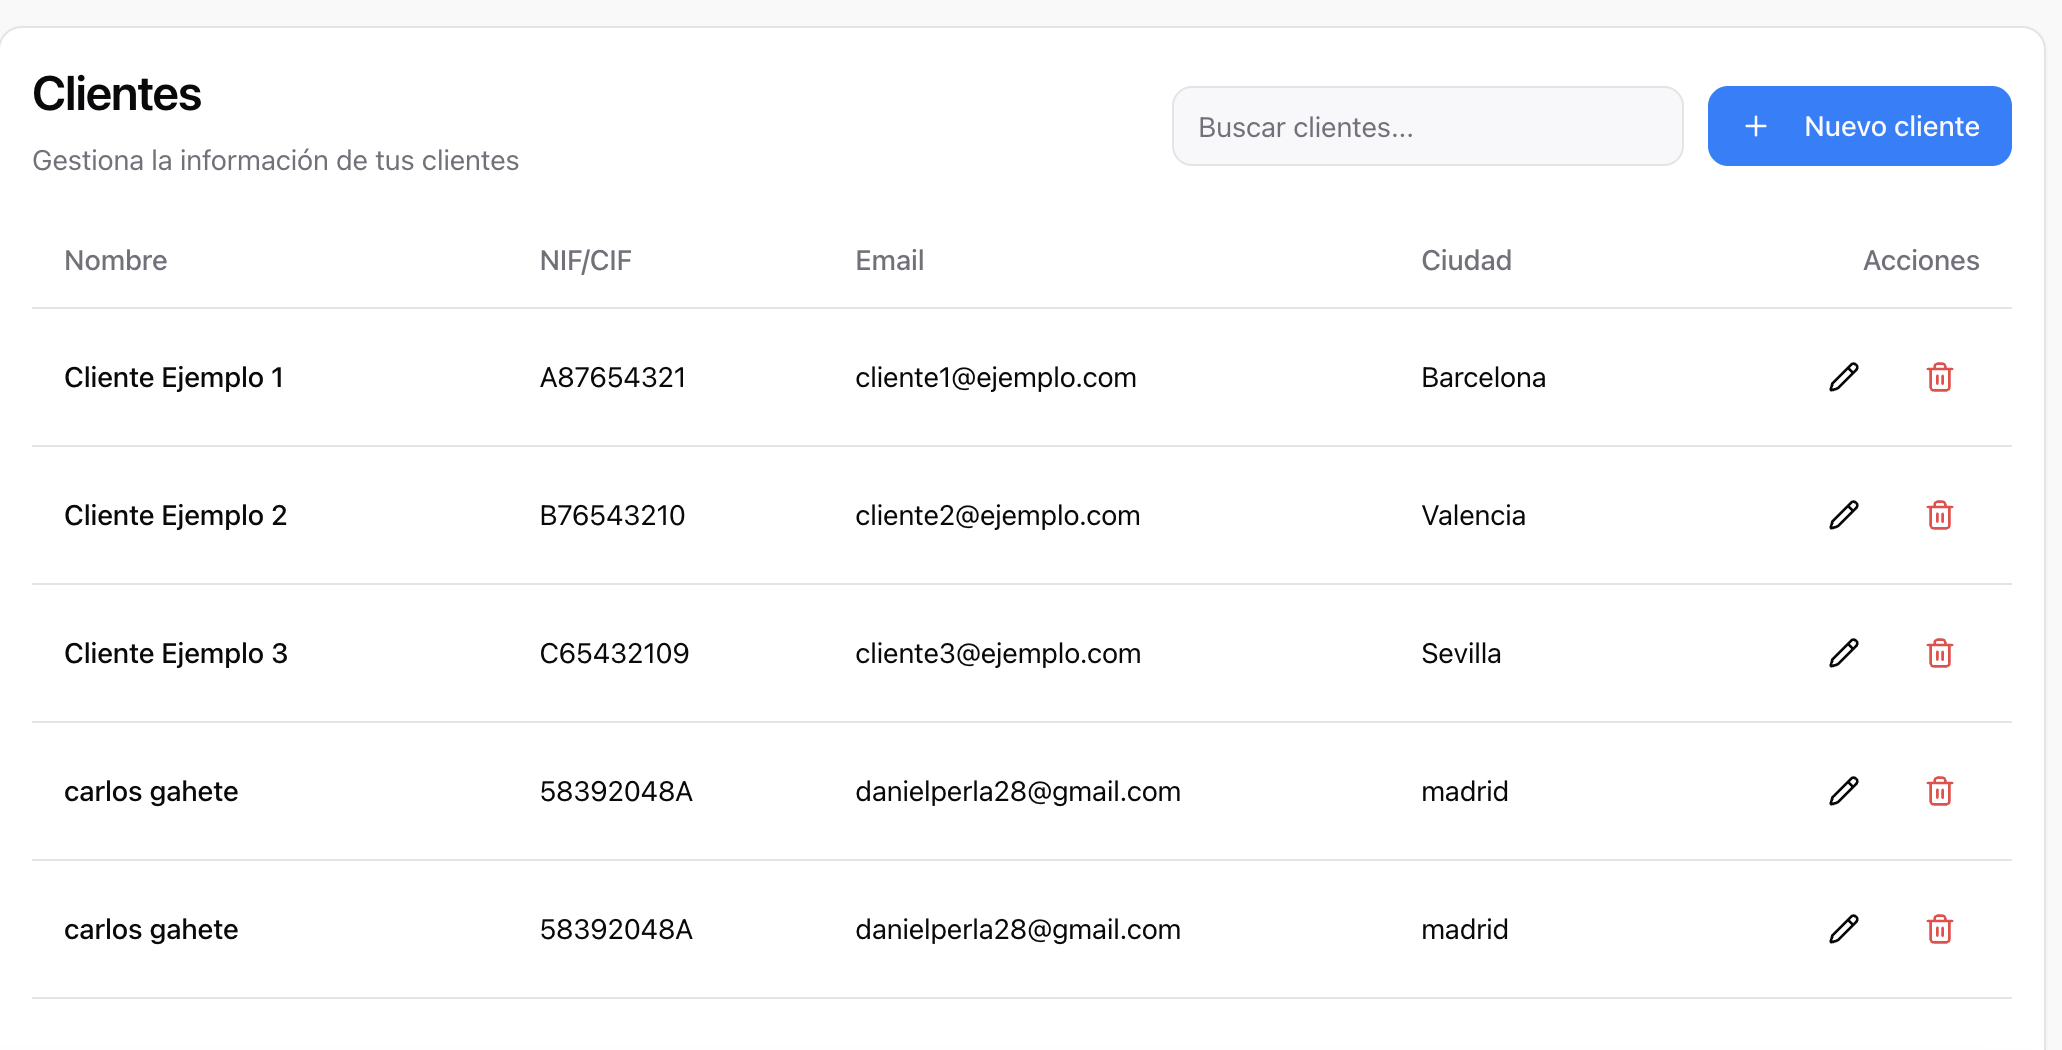 Clientes
Gestiona la información de tus clientes
Buscar clientes...
+ Nuevo cliente
Nombre NIF/CIF Email Ciudad Acciones
Cliente Ejemplo 1 A87654321 cliente1@ejemplo.com Barcelona
Cliente Ejemplo 2 B76543210 cliente2@ejemplo.com Valencia
Cliente Ejemplo 3 C65432109 cliente3@ejemplo.com Sevilla
carlos gahete 58392048A danielperla28@gmail.com madrid
carlos gahete 58392048A danielperla28@gmail.com madrid